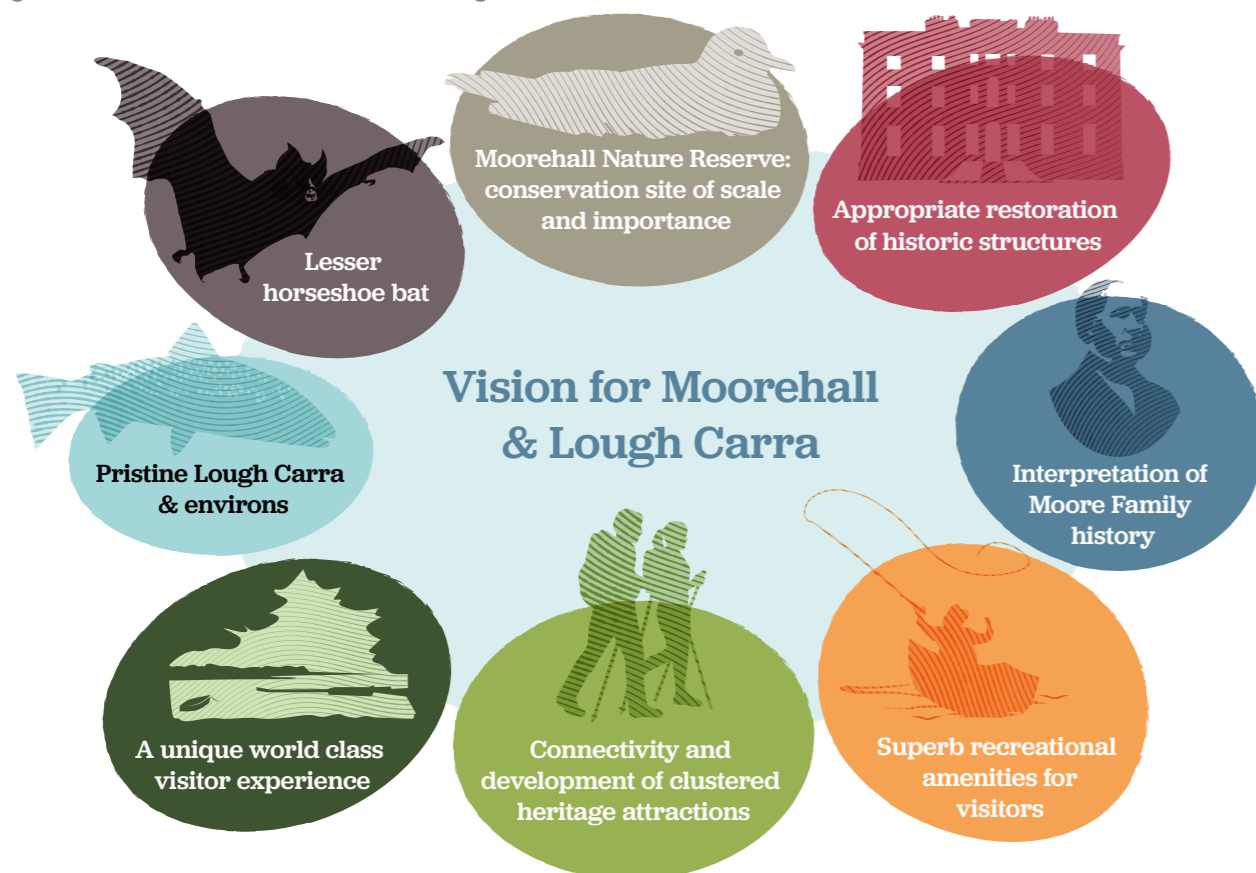 Moorehall Nature Reserve:
conservation site of scale
and importance
Appropriate restoration
of historic structures
Lesser
horseshoe bat
Vision for Moorehall
& Lough Carra
Interpretation of
Moore Family
history
Pristine Lough Carra
& environs
A unique world class
visitor experience
Connectivity and
development of clustered
heritage attractions
Superb recreational
amenities for
visitors